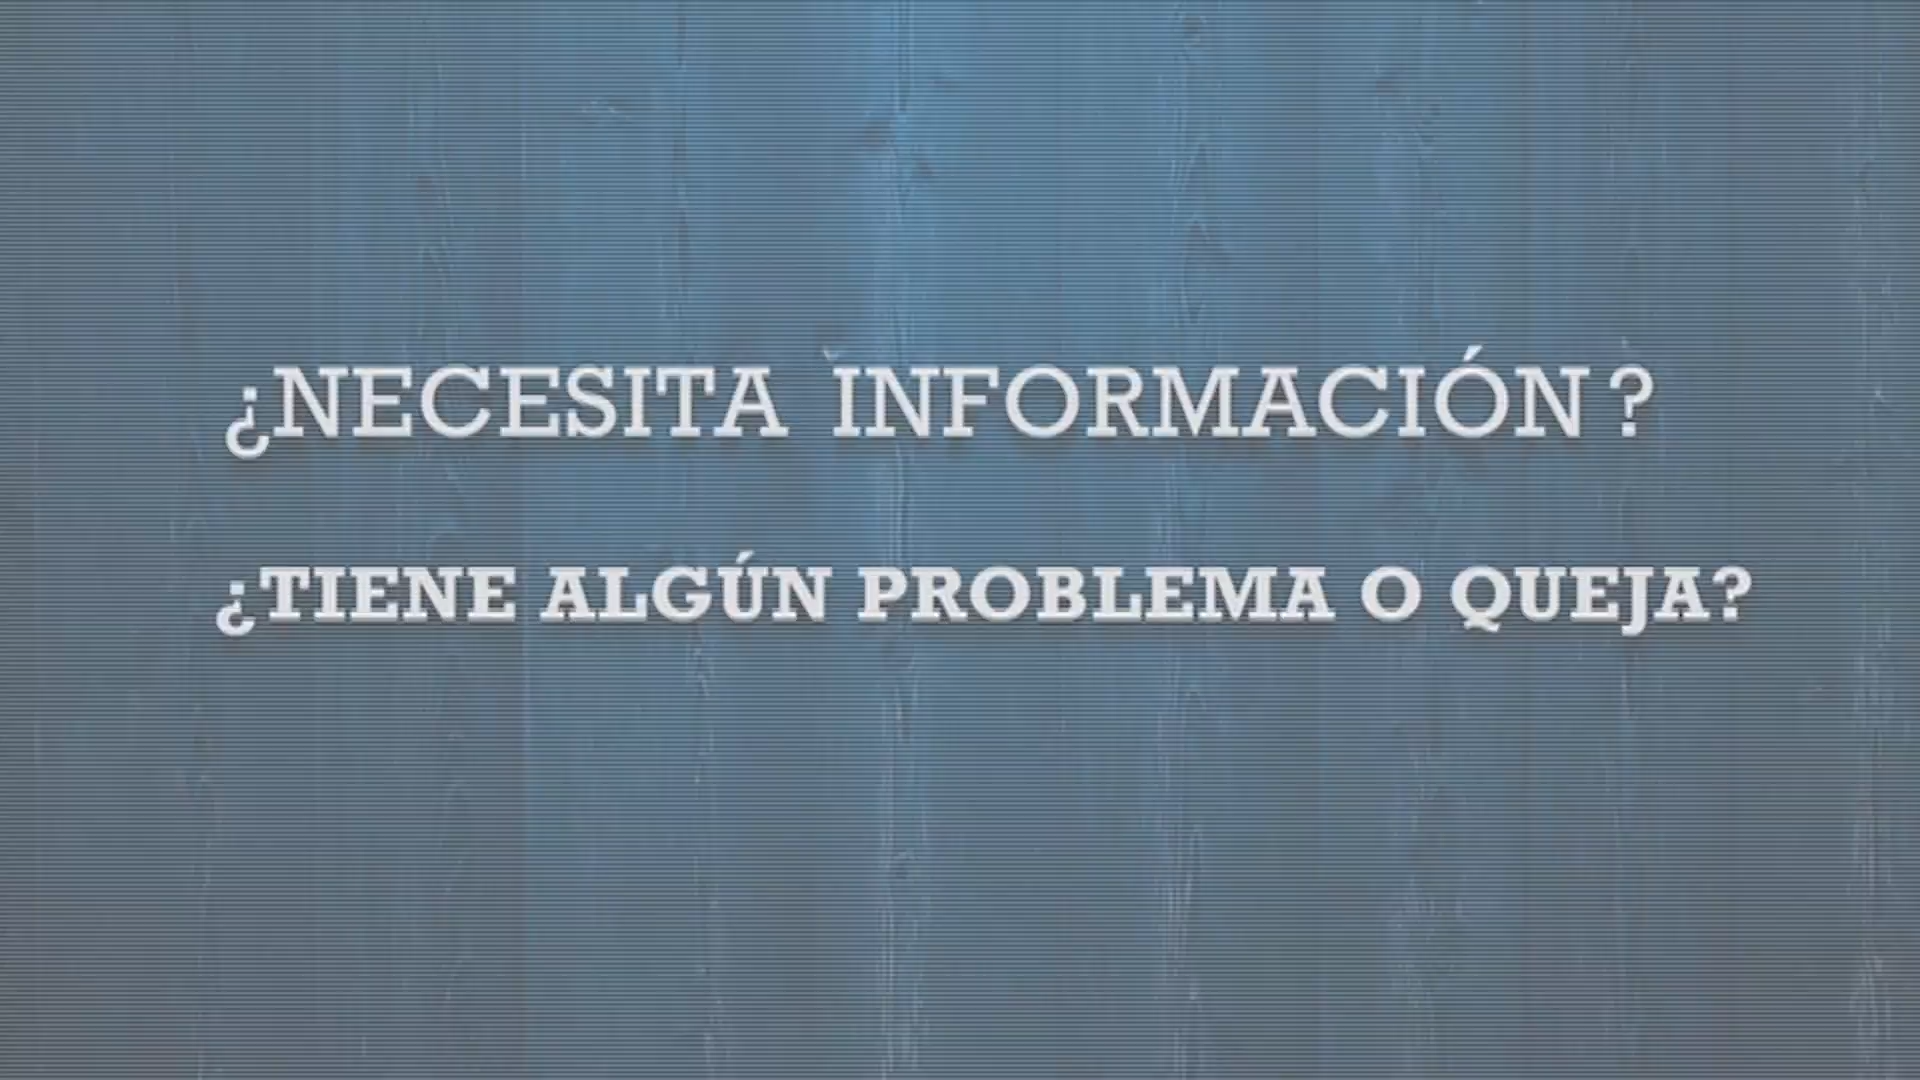 ¿NECESITA INFORMACIÓN?
¿TIENE ALGÚN PROBLEMA O QUEJA?